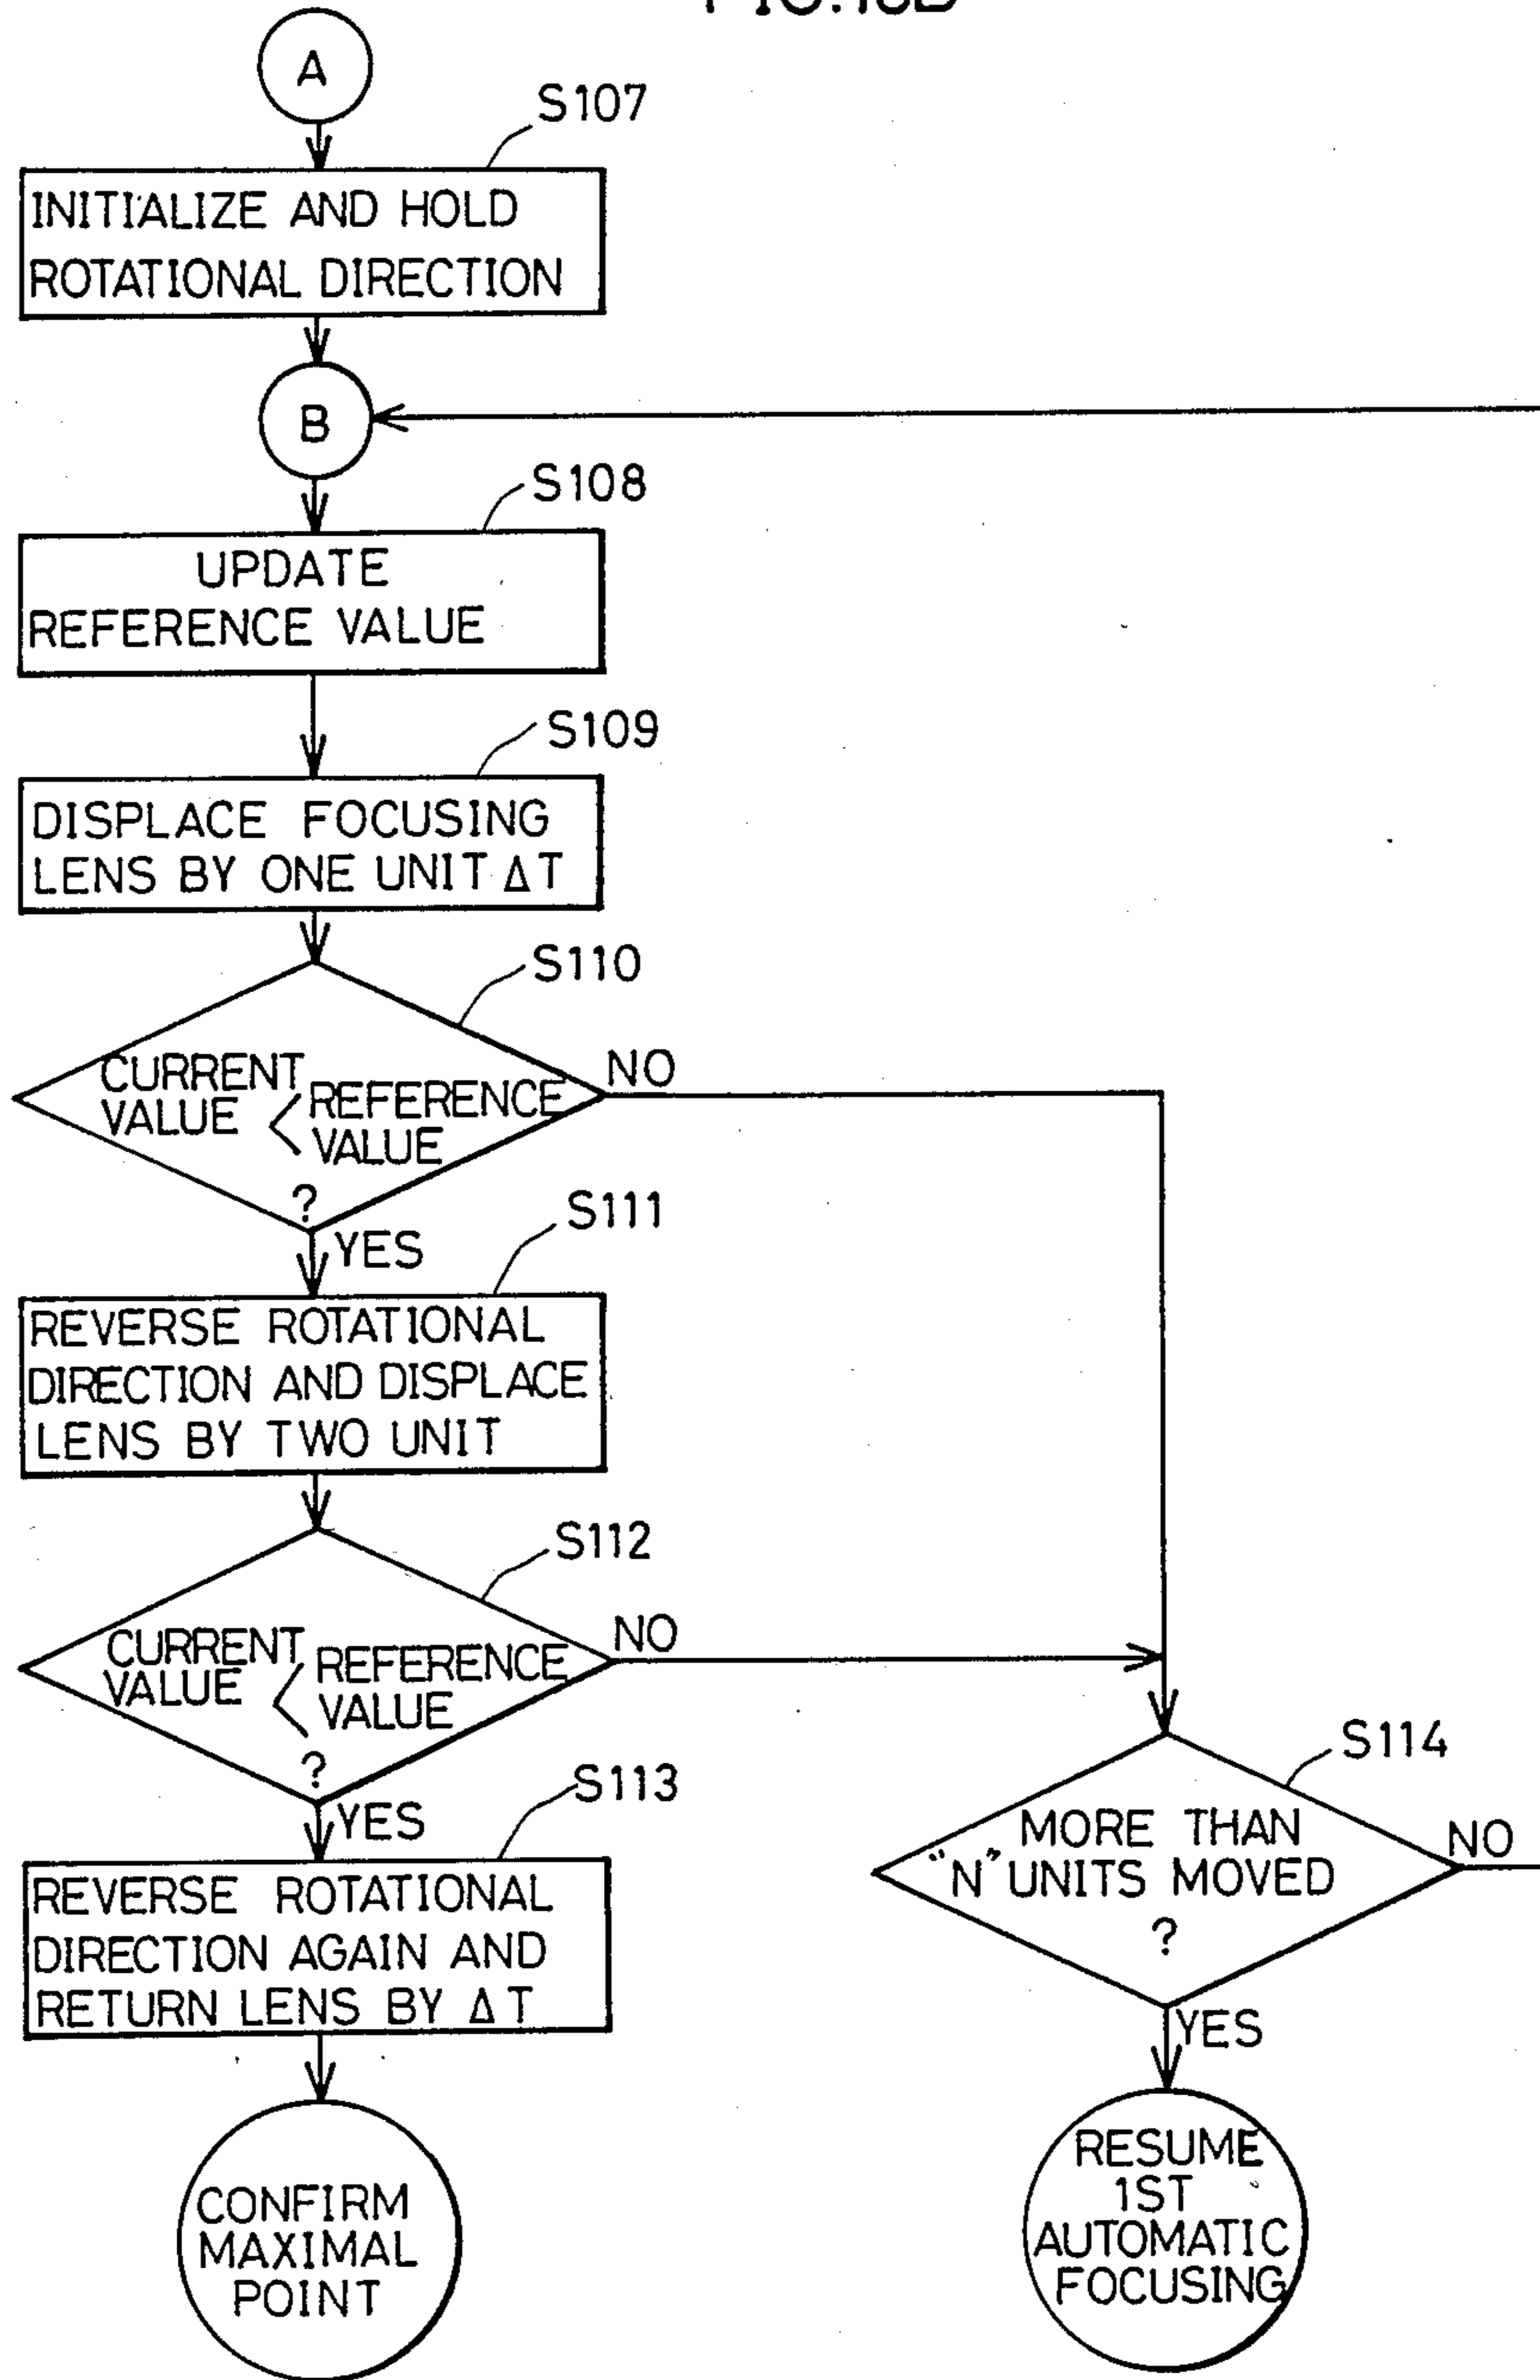 A
S107
INITIALIZE AND HOLD
ROTATIONAL DIRECTION
B
S108
UPDATE
REFERENCE VALUE
S109
DISPLACE FOCUSING
LENS BY ONE UNIT ΔT
S110
CURRENT
VALUE < REFERENCE
VALUE
?
NO
YES
S111
REVERSE ROTATIONAL
DIRECTION AND DISPLACE
LENS BY TWO UNIT
S112
CURRENT
VALUE < REFERENCE
VALUE
?
NO
YES
S113
REVERSE ROTATIONAL
DIRECTION AGAIN AND
RETURN LENS BY ΔT
CONFIRM
MAXIMAL
POINT
S114
MORE THAN
"N" UNITS MOVED
?
NO
YES
RESUME
1ST
AUTOMATIC
FOCUSING